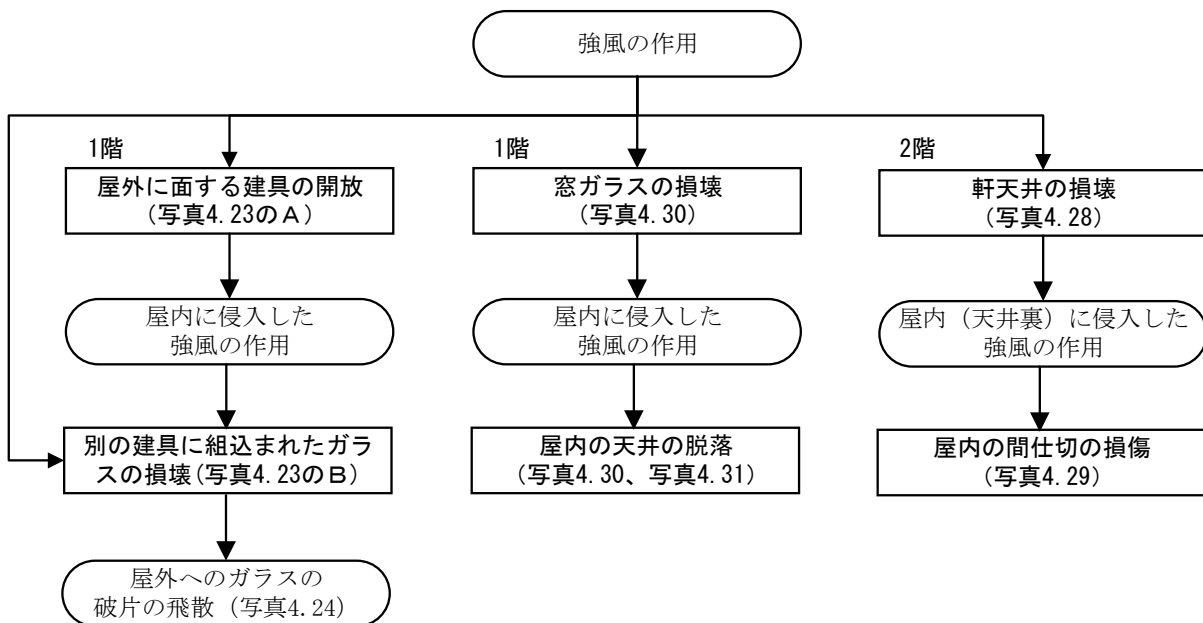 強風の作用
1階
屋外に面する建具の開放
(写真4.23のA)
屋内に侵入した
強風の作用
別の建具に組込まれたガラ
スの損壊(写真4.23のB)
屋外へのガラスの
破片の飛散（写真4.24）
1階
窓ガラスの損壊
(写真4.30)
屋内に侵入した
強風の作用
屋内の天井の脱落
(写真4.30、写真4.31)
2階
軒天井の損壊
(写真4.28)
屋内（天井裏）に侵入した
強風の作用
屋内の間仕切の損傷
(写真4.29)